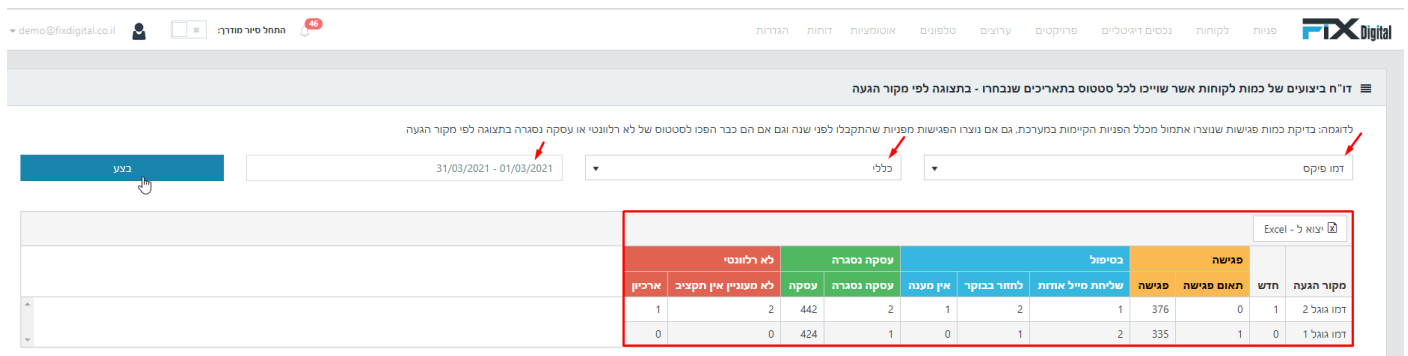 FIX Digital פניות לקוחות נכסים דיגיטליים פרויקטים ערוצים טלפונים אוטומציות דוחות הגדרות 46 התחל סיור מודרך: demo@fixdigital.co.il
דו"ח ביצועים של כמות לקוחות אשר שוייכו לכל סטטוס בתאריכים שנבחרו - בתצוגה לפי מקור הגעה
לדוגמה: בדיקת כמות פגישות שנוצרו אתמול מכלל הפניות הקיימות במערכת, גם אם נוצרו הפגישות מפניות שהתקבלו לפני שנה וגם אם הם כבר הפכו לסטטוס של לא רלוונטי או עסקה נסגרה בתצוגה לפי מקור הגעה
דמו פיקס כללי 31/03/2021 - 01/03/2021 בצע
יצוא ל - Excel
פגישה בטיפול עסקה נסגרה לא רלוונטי
מקור הגעה חדש תאום פגישה פגישה שליחת מייל אודות לחזור בבוקר אין מענה עסקה נסגרה עסקה לא מעוניין אין תקציב ארכיון
דמו גוגל 2 1 0 376 1 2 1 2 442 2 1
דמו גוגל 1 0 1 335 2 1 0 1 424 0 0